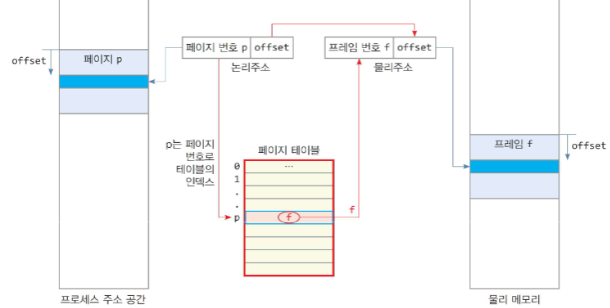 페이지 번호 p offset
프레임 번호 f offset
논리주소
물리주소
offset
페이지 p
p는 페이지
번호로
테이블의
인덱스
페이지 테이블
0 ...
1
.
.
p f
f
프레임 f
offset
프로세스 주소 공간
물리 메모리